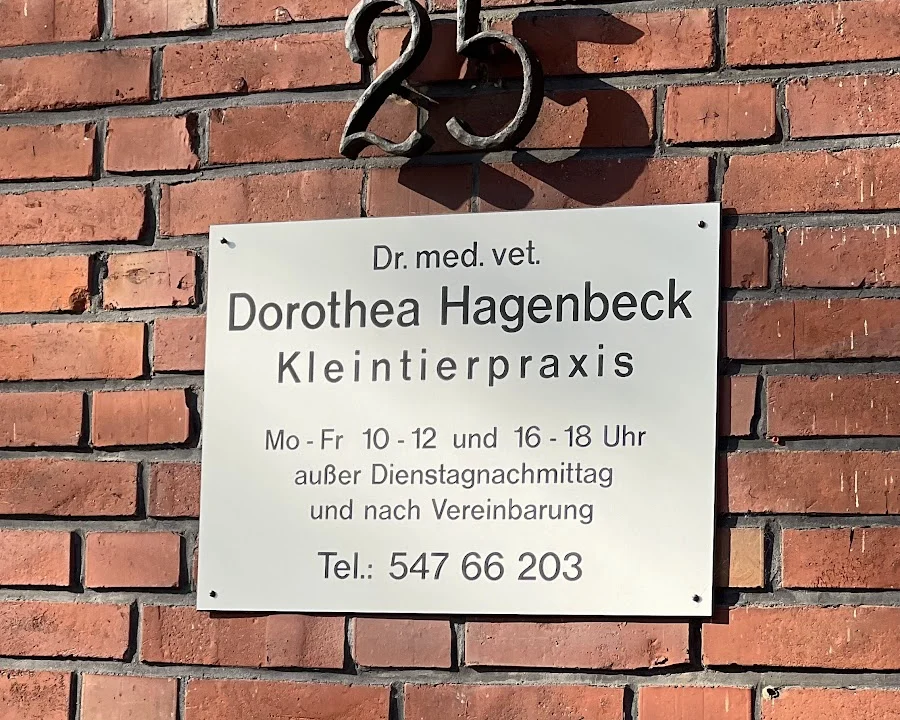 25
Dr. med. vet.
Dorothea Hagenbeck
Kleintierpraxis
Mo - Fr 10 - 12 und 16 - 18 Uhr
außer Dienstagnachmittag
und nach Vereinbarung
Tel.: 547 66 203